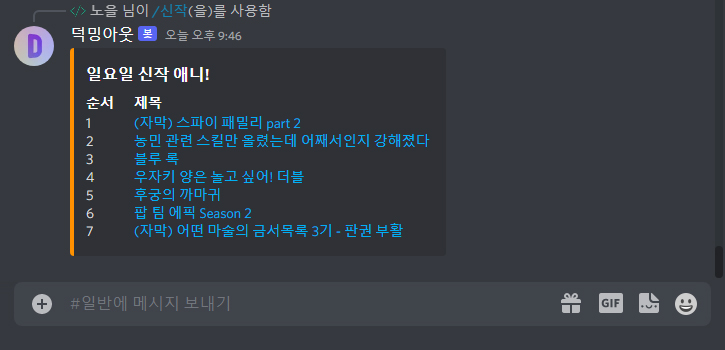 노을 님이 /신작(을)를 사용함
D
덕밍아웃 봇 오늘 오후 9:46
일요일 신작 애니!
순서 제목
1 (자막) 스파이 패밀리 part 2
2 농민 관련 스킬만 올렸는데 어째서인지 강해졌다
3 블루 록
4 우자키 양은 놀고 싶어! 더블
5 후궁의 까마귀
6 팝 팀 에픽 Season 2
7 (자막) 어떤 마술의 금서목록 3기 - 판권 부활
#일반에 메시지 보내기
GIF